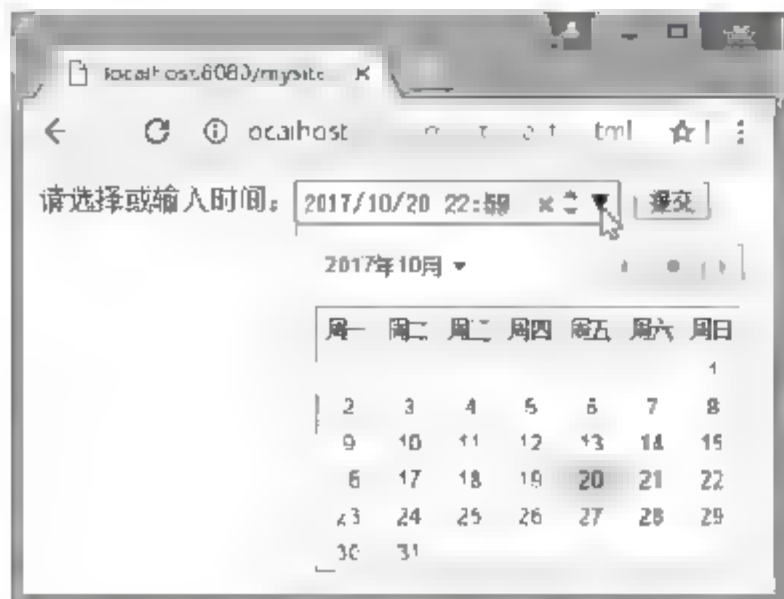 localhost:8080/mysite
localhost
请选择或输入时间: 2017/10/20 22:59 提交
2017年10月
周一 周二 周三 周四 周五 周六 周日
1
2 3 4 5 6 7 8
9 10 11 12 13 14 15
16 17 18 19 20 21 22
23 24 25 26 27 28 29
30 31